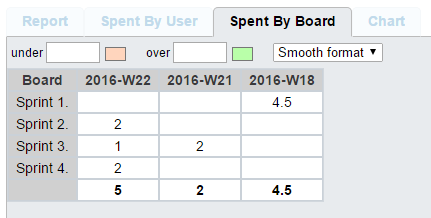 Report Spent By User Spent By Board Chart
under over Smooth format
Board 2016-W22 2016-W21 2016-W18
Sprint 1. 4.5
Sprint 2. 2
Sprint 3. 1 2
Sprint 4. 2
5 2 4.5